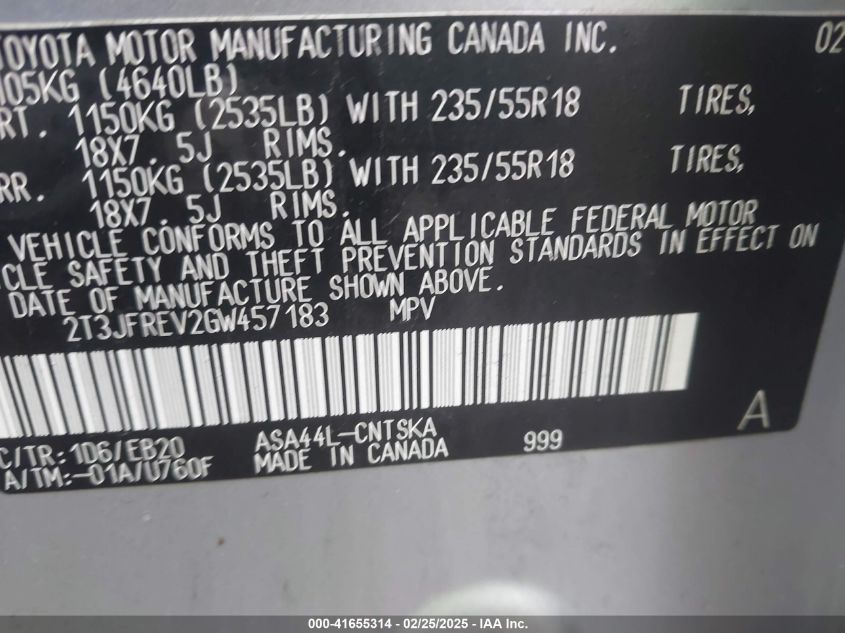 TOYOTA MOTOR MANUFACTURING CANADA INC. 02
105KG (4640LB)
RT. 1150KG (2535LB) WITH 235/55R18 TIRES,
18X7.5J RIMS.
RR. 1150KG (2535LB) WITH 235/55R18 TIRES,
18X7.5J RIMS.
VEHICLE CONFORMS TO ALL APPLICABLE FEDERAL MOTOR
CLE SAFETY AND THEFT PREVENTION STANDARDS IN EFFECT ON
DATE OF MANUFACTURE SHOWN ABOVE.
2T3JFREV2GW457183 MPV
A
C/TR: 1D6/EB20 ASA44L-CNTSKA 999
A/TM:-01A/U760F MADE IN CANADA
000-41655314 - 02/25/2025 - IAA Inc.